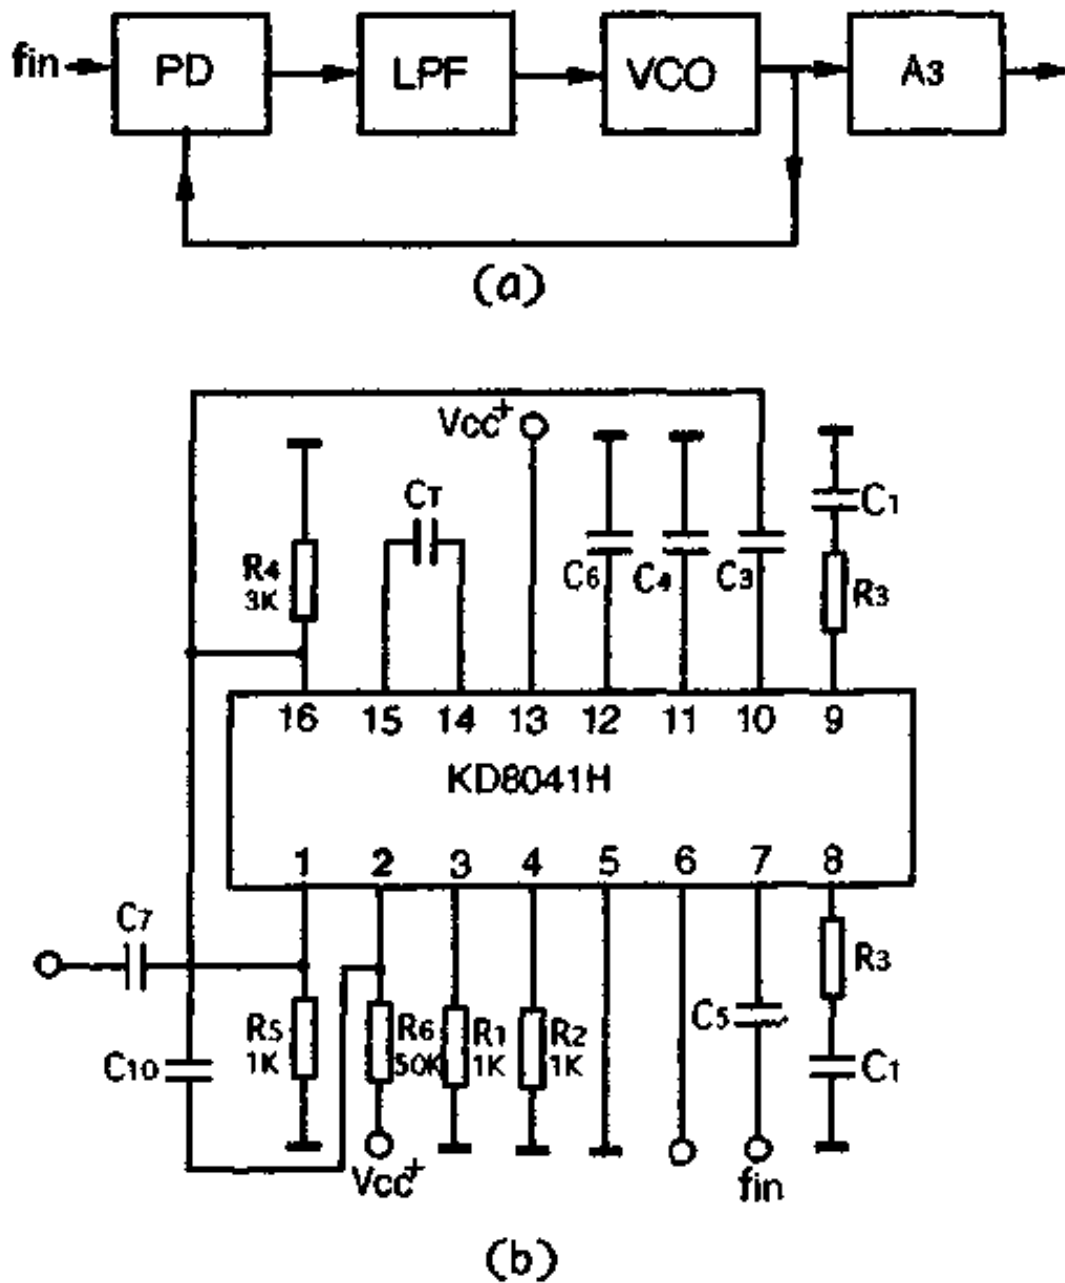 fin PD LPF VCO A3
(a)
Vcc+
CT C1
R4 C6 C4 C3 R3
3K
16 15 14 13 12 11 10 9
KD8041H
1 2 3 4 5 6 7 8
C7
R3
R5 R6 R1 R2 C5
1K 50K 1K 1K
C10 C1
Vcc+ fin
(b)